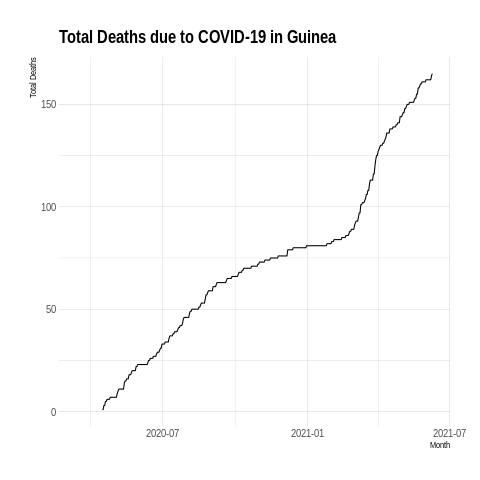 Total Deaths due to COVID-19 in Guinea
Total Deaths
150
100
50
0
2020-07
2021-01
2021-07
Month